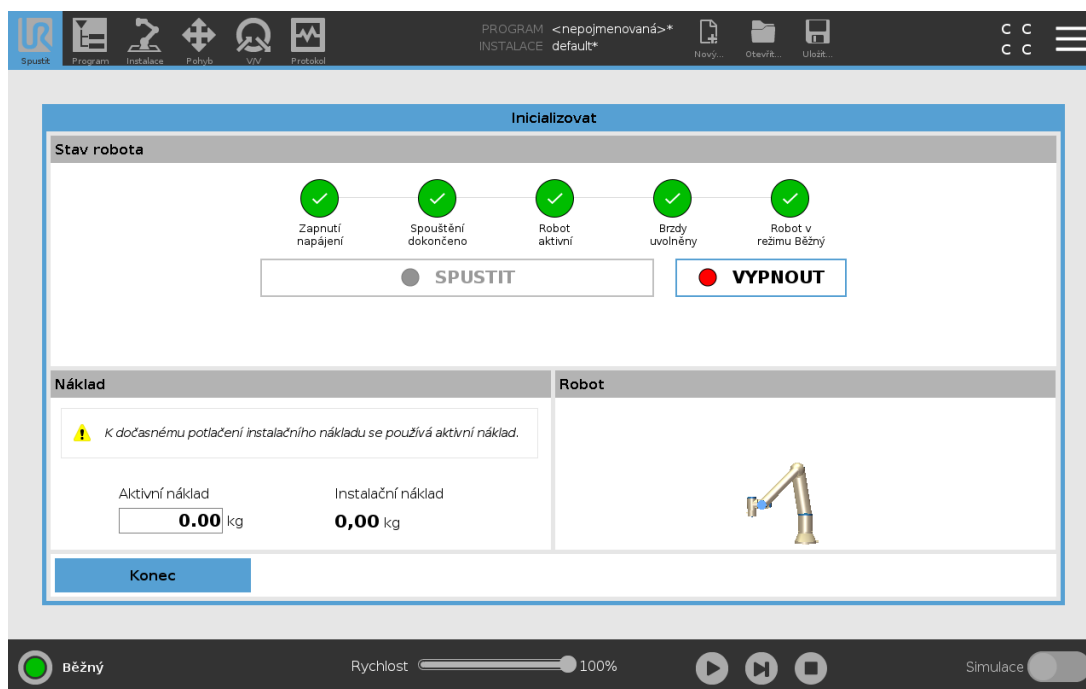 PROGRAM <nepojmenovaná>*
INSTALACE default*
C C
C C
Spustit Program Instalace Pohyb V/V Protokol Nový... Otevřít... Uložit...
Inicializovat
Stav robota
Zapnutí napájení
Spouštění dokončeno
Robot aktivní
Brzdy uvolněny
Robot v režimu Běžný
SPUSTIT
VYPNOUT
Náklad
Robot
K dočasnému potlačení instalačního nákladu se používá aktivní náklad.
Aktivní náklad
0.00 kg
Instalační náklad
0,00 kg
Konec
Běžný
Rychlost 100%
Simulace